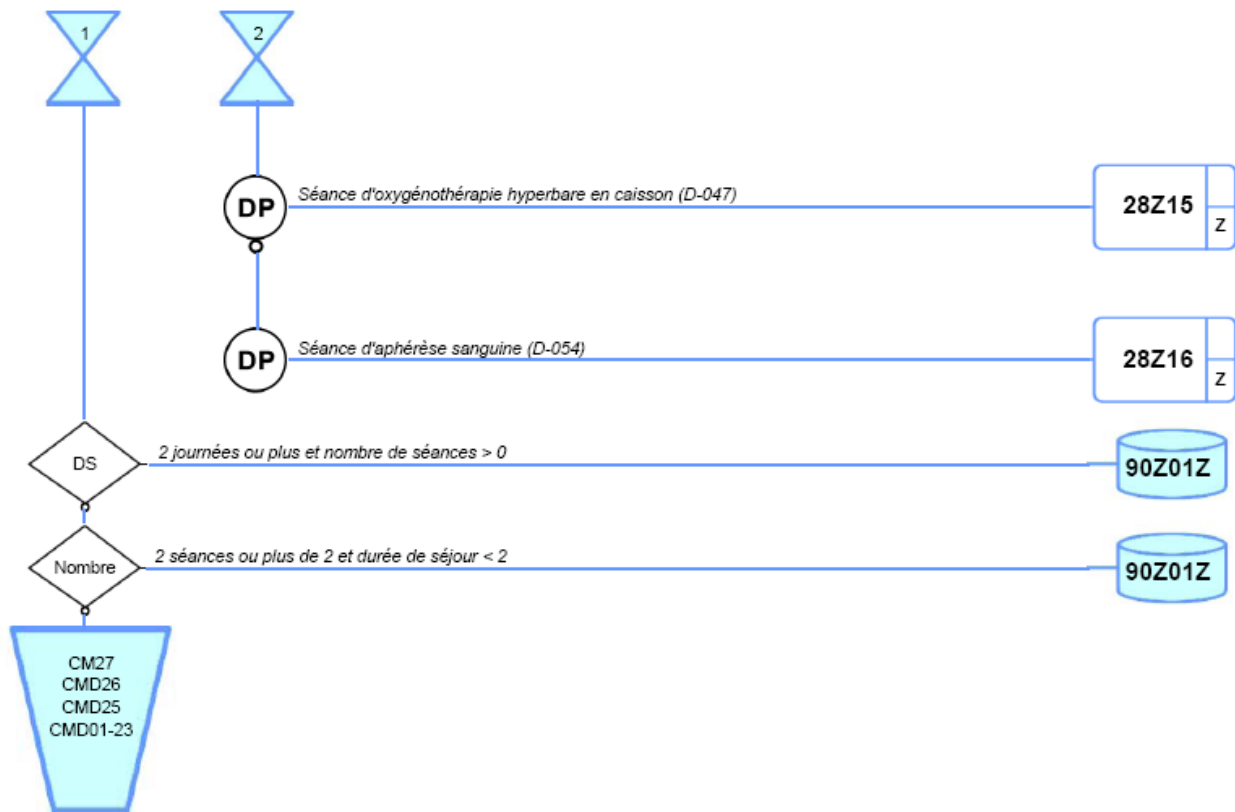 1
2
DP
Séance d'oxygénothérapie hyperbare en caisson (D-047)
28Z15
Z
DP
Séance d'aphérèse sanguine (D-054)
28Z16
Z
DS
2 journées ou plus et nombre de séances > 0
90Z01Z
Nombre
2 séances ou plus de 2 et durée de séjour < 2
90Z01Z
CM27
CMD26
CMD25
CMD01-23